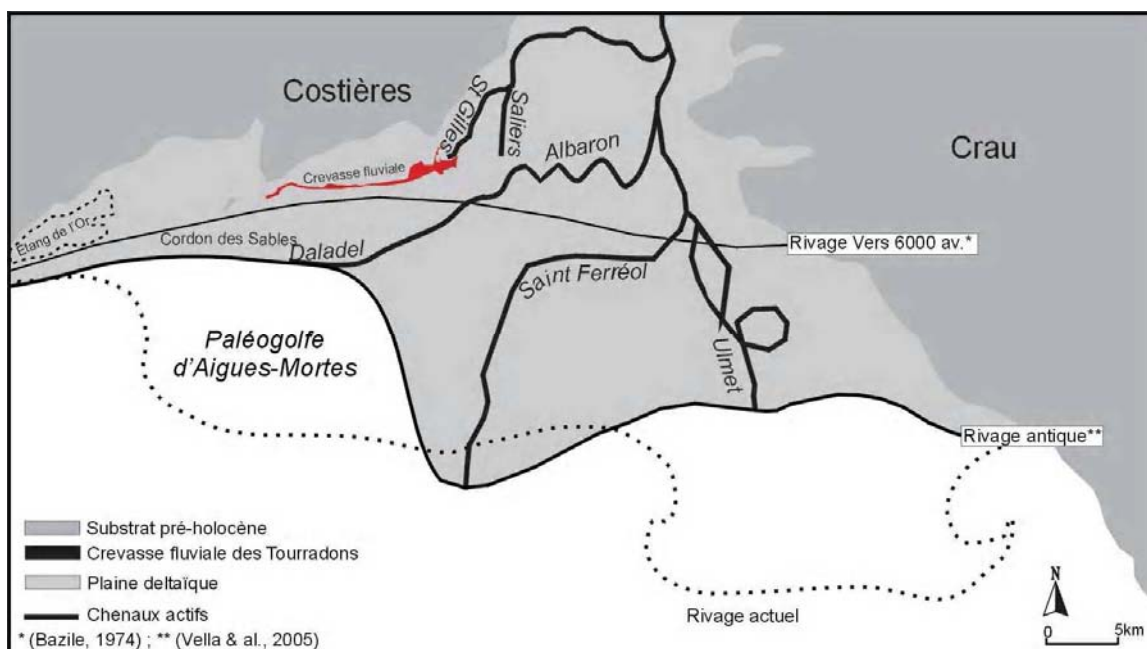 Costières
St Gilles
Saliers
Albaron
Crau
Crevasse fluviale
Étang de l'Or
Cordon des Sables
Daladel
Rivage Vers 6000 av.*
Saint Ferréol
Paléogolfe
d'Aigues-Mortes
Ulmet
Rivage antique**
Substrat pré-holocène
Crevasse fluviale des Tourradons
Plaine deltaïque
Chenaux actifs
* (Bazile, 1974) ; ** (Vella & al., 2005)
Rivage actuel
N
0 5km